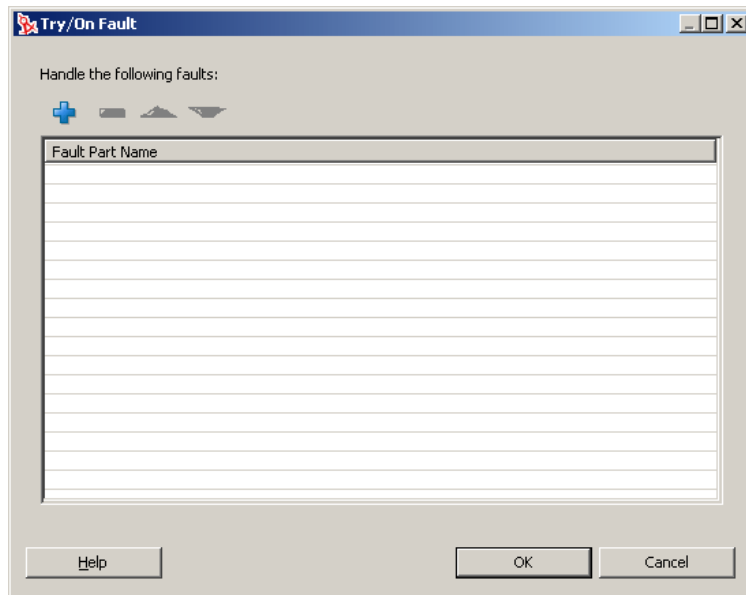 Try/On Fault
Handle the following faults:
Fault Part Name
Help
OK
Cancel